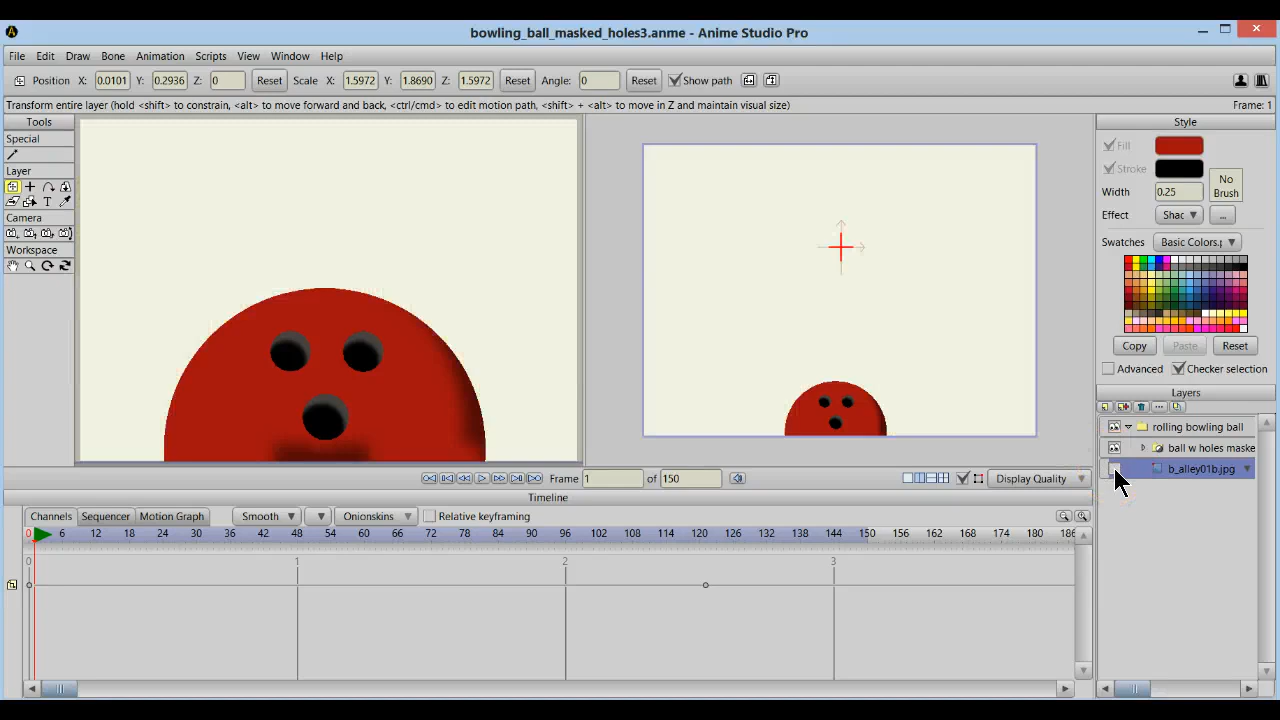 bowling_ball_masked_holes3.anme - Anime Studio Pro
File Edit Draw Bone Animation Scripts View Window Help
Position X: 0.0101 Y: 0.2936 Z: 0 Reset Scale X: 1.5972 Y: 1.8690 Z: 1.5972 Reset Angle: 0 Reset Show path
Transform entire layer (hold <shift> to constrain, <alt> to move forward and back, <ctrl/cmd> to edit motion path, <shift> + <alt> to move in Z and maintain visual size) Frame: 1
Tools
Special
Layer
T
Camera
Workspace
Style
Fill
Stroke
Width 0.25
No
Brush
Effect Shac ...
Swatches Basic Colors.p
Copy Paste Reset
Advanced Checker selection
Layers
rolling bowling ball
ball w holes maske
b_alley01b.jpg
Frame 1 of 150 Display Quality
Timeline
Channels Sequencer Motion Graph Smooth Onionskins Relative keyframing
0 6 12 18 24 30 36 42 48 54 60 66 72 78 84 90 96 102 108 114 120 126 132 138 144 150 156 162 168 174 180 186
0 1 2 3